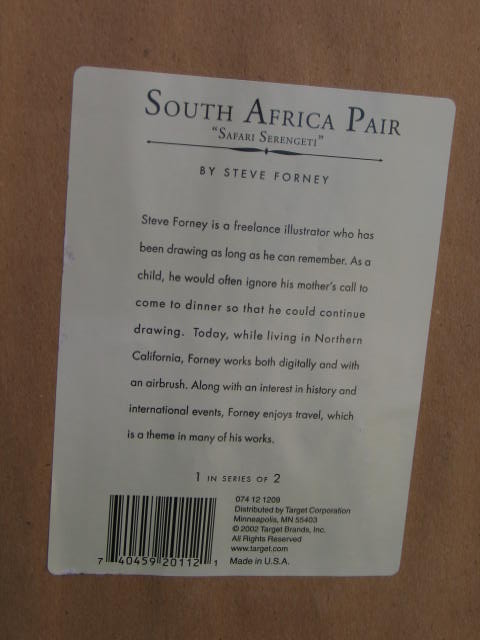 SOUTH AFRICA PAIR
"SAFARI SERENGETI"
BY STEVE FORNEY
Steve Forney is a freelance illustrator who has
been drawing as long as he can remember. As a
child, he would often ignore his mother's call to
come to dinner so that he could continue
drawing. Today, while living in Northern
California, Forney works both digitally and with
an airbrush. Along with an interest in history and
international events, Forney enjoys travel, which
is a theme in many of his works.
1 IN SERIES OF 2
074 12 1209
Distributed by Target Corporation
Minneapolis, MN 55403
© 2002 Target Brands, Inc.
All Rights Reserved
www.target.com
Made in U.S.A.
7 40459 20112 1